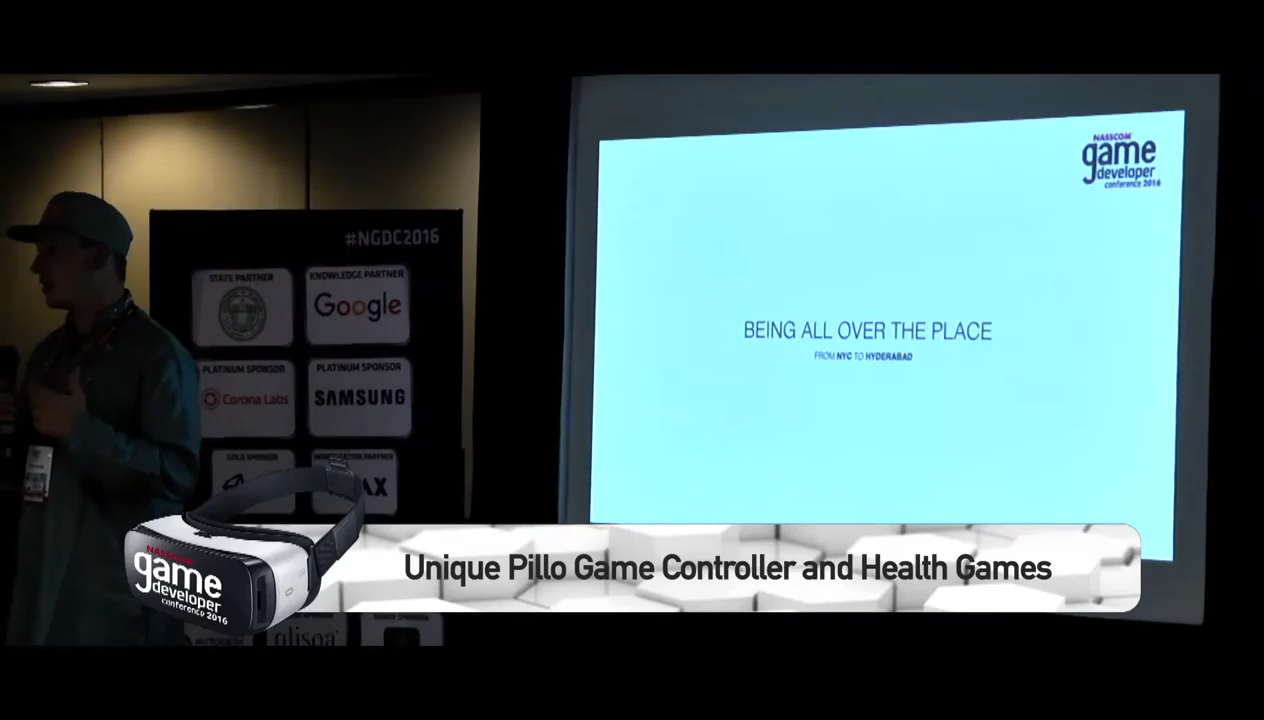 #NGDC2016
STATE PARTNER
KNOWLEDGE PARTNER
Google
PLATINUM SPONSOR
PLATINUM SPONSOR
Corona Labs
SAMSUNG
GOLD SPONSOR
NASSCOM
game
developer
conference 2016
BEING ALL OVER THE PLACE
FROM NYC TO HYDERABAD
Unique Pillo Game Controller and Health Games
NASSCOM
game
developer
conference 2016